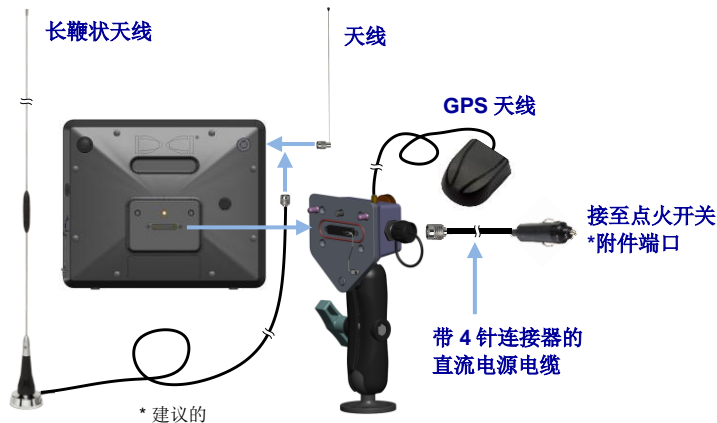 长鞭状天线
天线
GPS 天线
接至点火开关
*附件端口
带 4 针连接器的
直流电源电缆
* 建议的